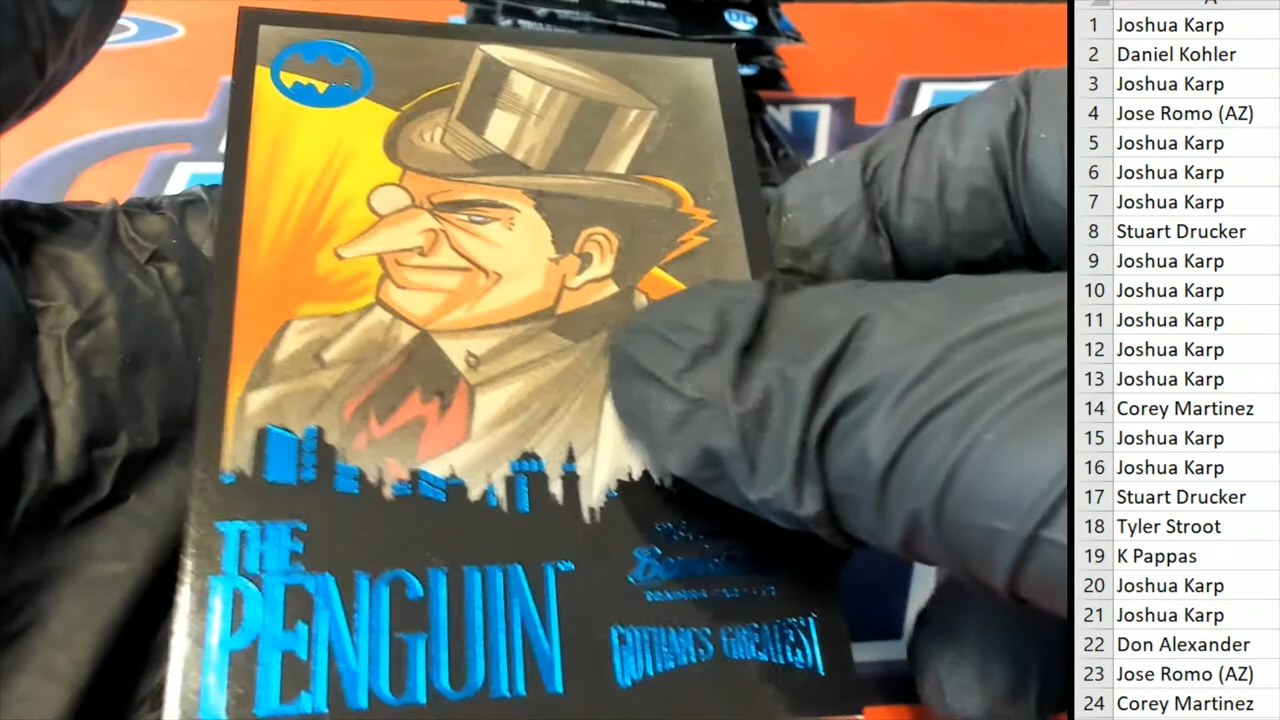 DC
THE
PENGUIN™
GOTHAM'S GREATEST
1 Joshua Karp
2 Daniel Kohler
3 Joshua Karp
4 Jose Romo (AZ)
5 Joshua Karp
6 Joshua Karp
7 Joshua Karp
8 Stuart Drucker
9 Joshua Karp
10 Joshua Karp
11 Joshua Karp
12 Joshua Karp
13 Joshua Karp
14 Corey Martinez
15 Joshua Karp
16 Joshua Karp
17 Stuart Drucker
18 Tyler Stroot
19 K Pappas
20 Joshua Karp
21 Joshua Karp
22 Don Alexander
23 Jose Romo (AZ)
24 Corey Martinez